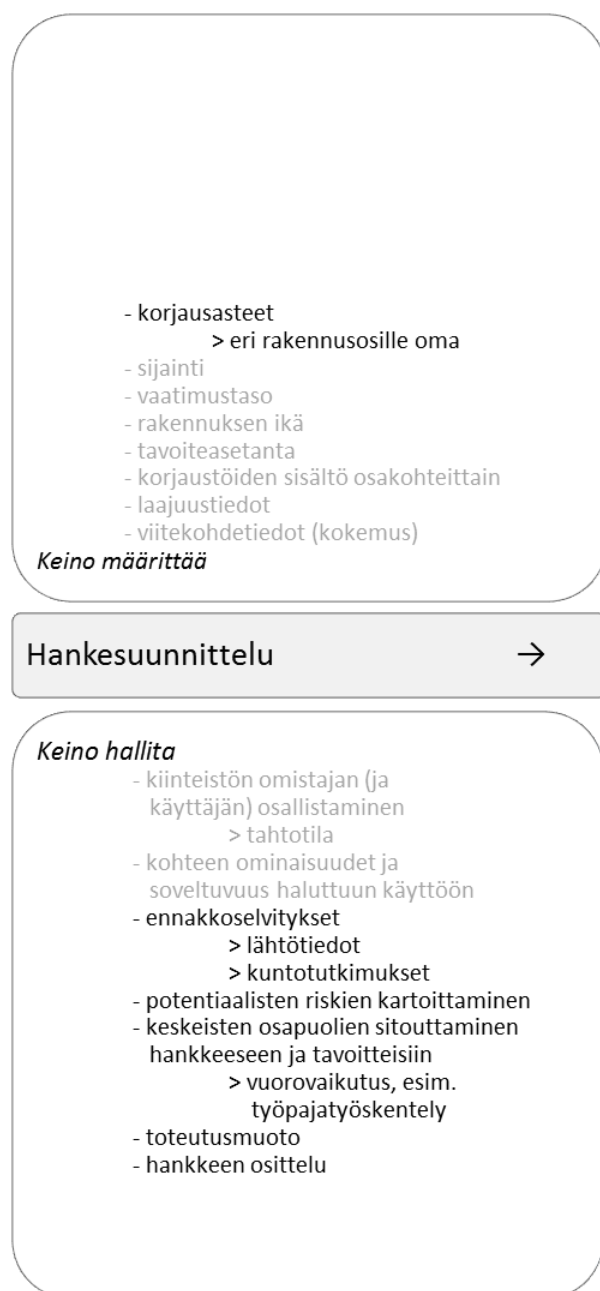 - korjausasteet
> eri rakennusosille oma
- sijainti
- vaatimustaso
- rakennuksen ikä
- tavoiteasetanta
- korjaustöiden sisältö osakohteittain
- laajuustiedot
- viitekohdetiedot (kokemus)
Keino määrittää
Hankesuunnittelu →
Keino hallita
- kiinteistön omistajan (ja
käyttäjän) osallistaminen
> tahtotila
- kohteen ominaisuudet ja
soveltuvuus haluttuun käyttöön
- ennakkoselvitykset
> lähtötiedot
> kuntotutkimukset
- potentiaalisten riskien kartoittaminen
- keskeisten osapuolien sitouttaminen
hankkeeseen ja tavoitteisiin
> vuorovaikutus, esim.
työpajatyöskentely
- toteutusmuoto
- hankkeen osittelu